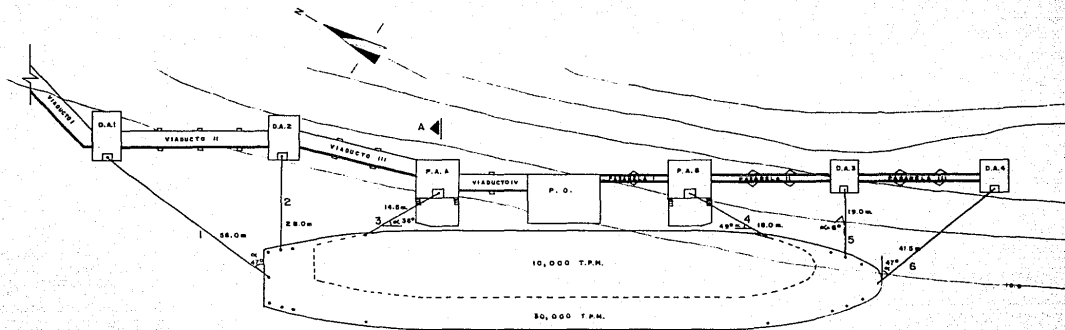 N
VIADUCTO I
D.A.1
VIADUCTO II
D.A.2
VIADUCTO III
A
P.A.A
VIADUCTO IV
P.O.
PASARELA I
P.A.B
PASARELA II
D.A.3
PASARELA III
D.A.4
1
56.0m
α
47°
2
28.0m
14.5m.
3
α 36°
4
49° α
18.0m.
19.0m.
α=6°
5
47°
α
41.5m
6
10,000 T.P.M.
50,000 T.P.M.